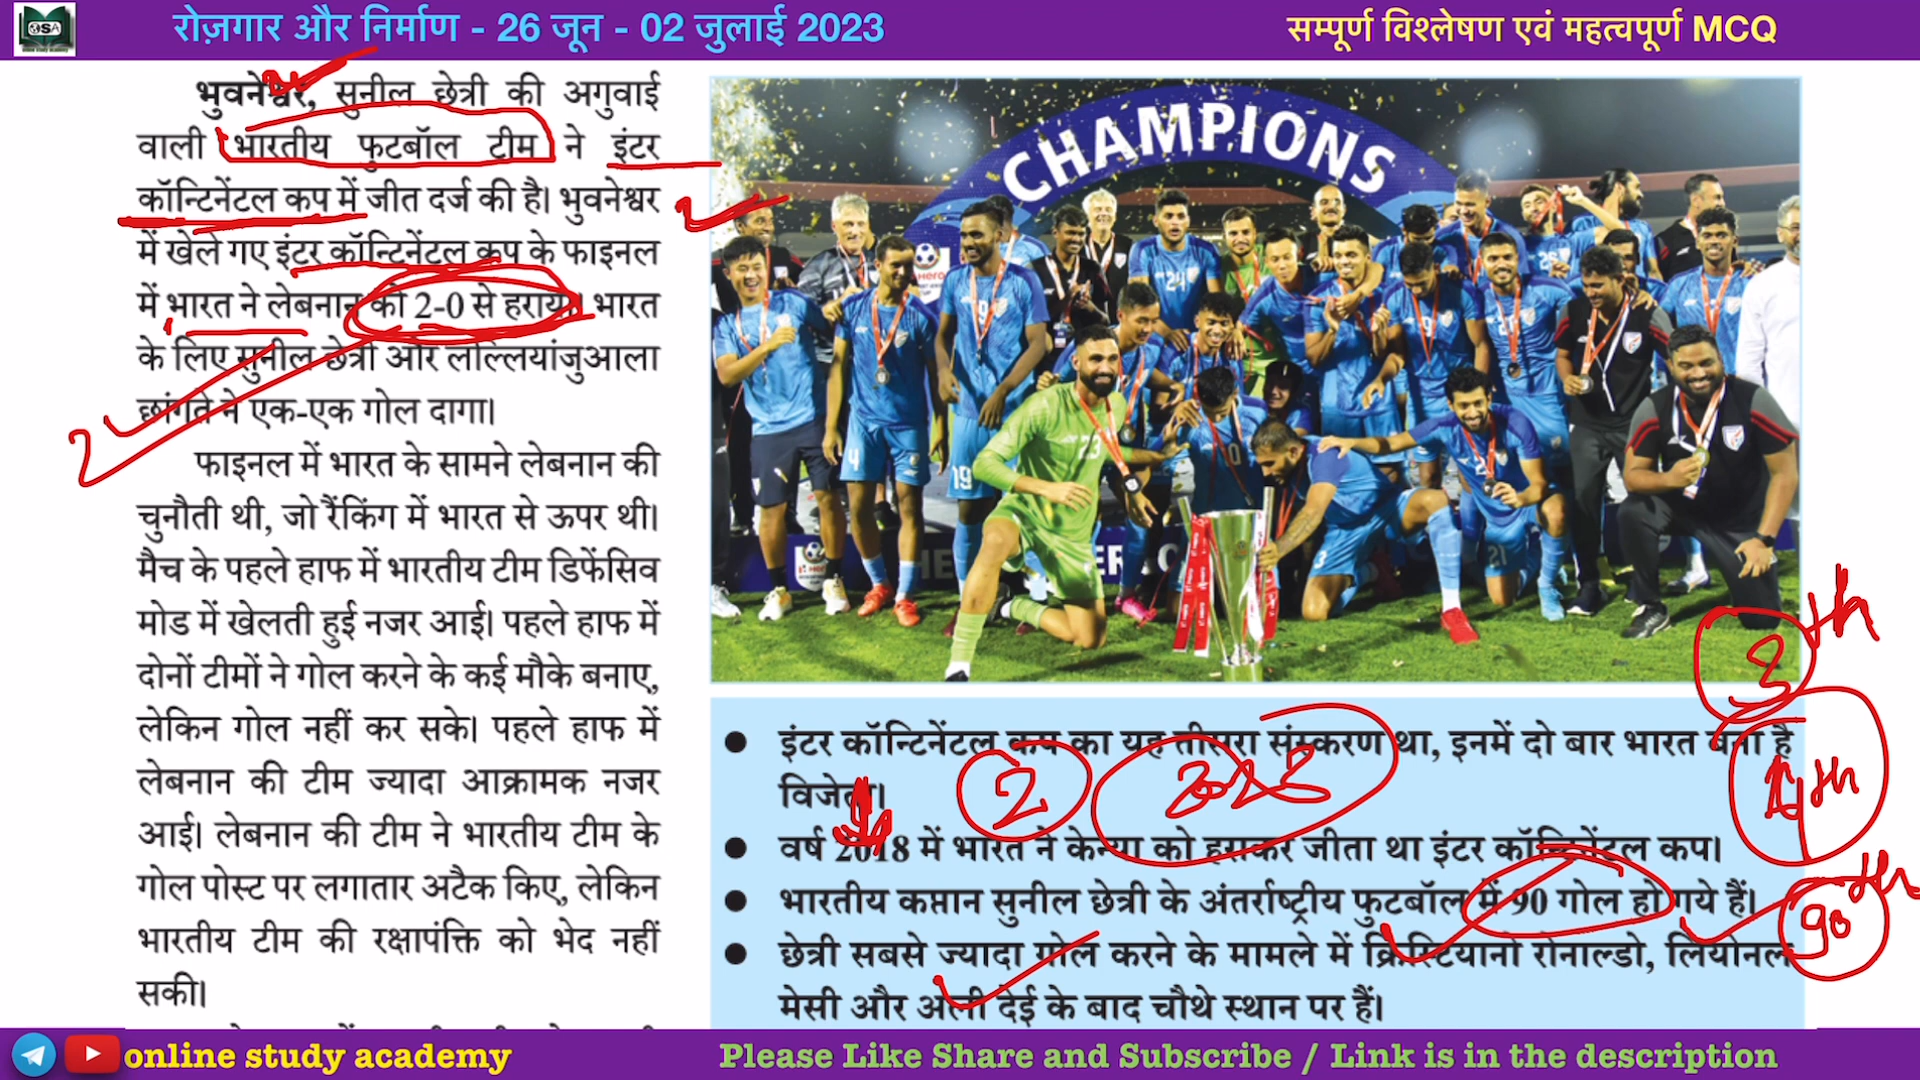 OSA
रोज़गार और निर्माण - 26 जून - 02 जुलाई 2023
सम्पूर्ण विश्लेषण एवं महत्वपूर्ण MCQ
भुवनेश्वर, सुनील छेत्री की अगुवाई
वाली भारतीय फुटबॉल टीम ने इंटर
कॉन्टिनेंटल कप में जीत दर्ज की है। भुवनेश्वर
में खेले गए इंटर कॉन्टिनेंटल कप के फाइनल
में भारत ने लेबनान को 2-0 से हराया। भारत
के लिए सुनील छेत्री और लाल्लियांजुआला
छांगते ने एक-एक गोल दागा।
फाइनल में भारत के सामने लेबनान की
चुनौती थी, जो रैंकिंग में भारत से ऊपर थी।
मैच के पहले हाफ में भारतीय टीम डिफेंसिव
मोड में खेलती हुई नजर आई। पहले हाफ में
दोनों टीमों ने गोल करने के कई मौके बनाए,
लेकिन गोल नहीं कर सके। पहले हाफ में
लेबनान की टीम ज्यादा आक्रामक नजर
आई। लेबनान की टीम ने भारतीय टीम के
गोल पोस्ट पर लगातार अटैक किए, लेकिन
भारतीय टीम की रक्षापंक्ति को भेद नहीं
सकी।
CHAMPIONS
3th
4th
● इंटर कॉन्टिनेंटल कप का यह तीसरा संस्करण था, इनमें दो बार भारत बना है
विजेता।
2
● वर्ष 2018 में भारत ने केन्या को हराकर जीता था इंटर कॉन्टिनेंटल कप।
● भारतीय कप्तान सुनील छेत्री के अंतर्राष्ट्रीय फुटबॉल में 90 गोल हो गये हैं।
90th
● छेत्री सबसे ज्यादा गोल करने के मामले में क्रिस्टियानो रोनाल्डो, लियोनल
मेसी और अली देई के बाद चौथे स्थान पर हैं।
online study academy
Please Like Share and Subscribe / Link is in the description